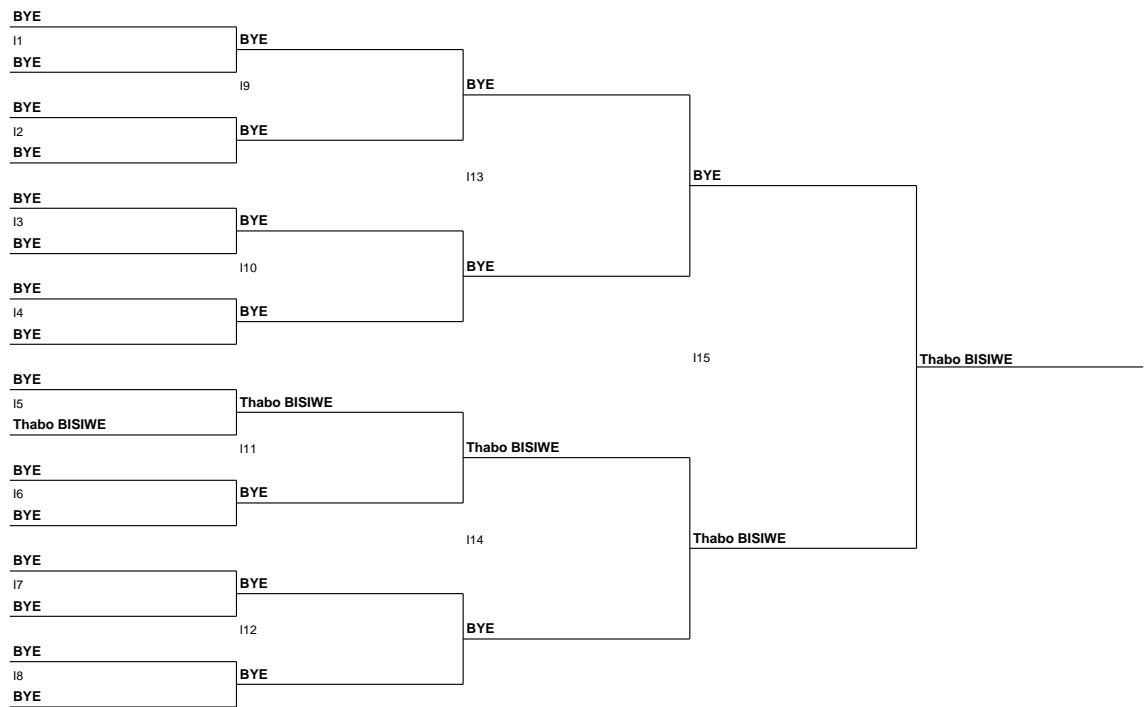 BYE
I1
BYE
BYE
I9
BYE
BYE
I2
BYE
BYE
I13
BYE
BYE
I3
BYE
BYE
I10
BYE
BYE
I4
BYE
BYE
I15
Thabo BISIWE
BYE
I5
Thabo BISIWE
Thabo BISIWE
I11
Thabo BISIWE
BYE
I6
BYE
BYE
I14
Thabo BISIWE
BYE
I7
BYE
BYE
I12
BYE
BYE
I8
BYE
BYE